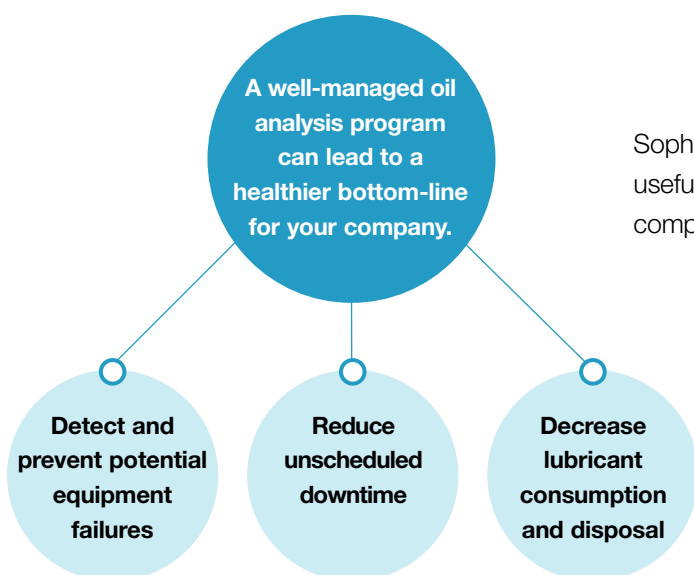 A well-managed oil
analysis program
can lead to a
healthier bottom-line
for your company.
Detect and
prevent potential
equipment
failures
Reduce
unscheduled
downtime
Decrease
lubricant
consumption
and disposal